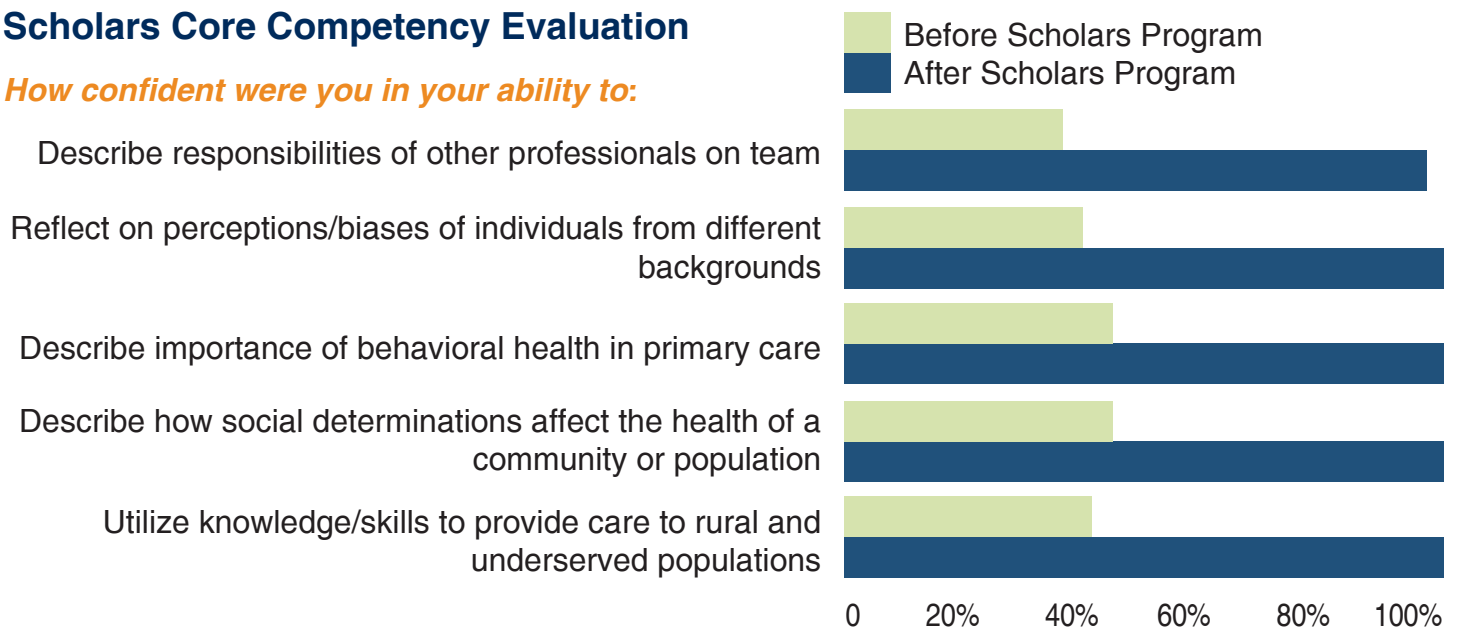 Scholars Core Competency Evaluation
How confident were you in your ability to:
Before Scholars Program
After Scholars Program
Describe responsibilities of other professionals on team
Reflect on perceptions/biases of individuals from different
backgrounds
Describe importance of behavioral health in primary care
Describe how social determinations affect the health of a
community or population
Utilize knowledge/skills to provide care to rural and
underserved populations
0 20% 40% 60% 80% 100%